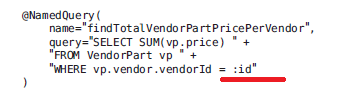 @NamedQuery(
name="findTotalVendorPartPricePerVendor",
query="SELECT SUM(vp.price) " +
"FROM VendorPart vp " +
"WHERE vp.vendor.vendorId = :id"
)